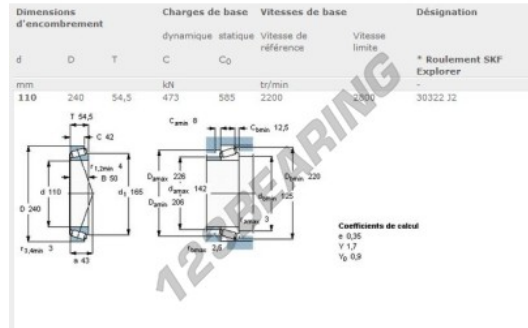 Dimensions d'encombrement Charges de base Vitesses de base Désignation
dynamique statique Vitesse de référence Vitesse limite
d D T C C0 * Roulement SKF Explorer
mm kN tr/min -
110 240 54,5 473 585 2200 2800 30322 J2
T 54,5
C 42
r1,2min 4
B 50
d 110
d1 165
D 240
r3,4min 3
a 43
Camin 8
Cbmin 12,5
Damax 226
damax 142
Damin 206
Dbmin 220
dbmin 125
ramax 3
rbmax 2,5
Coefficients de calcul
e 0,35
Y 1,7
Y0 0,9
123BEARING